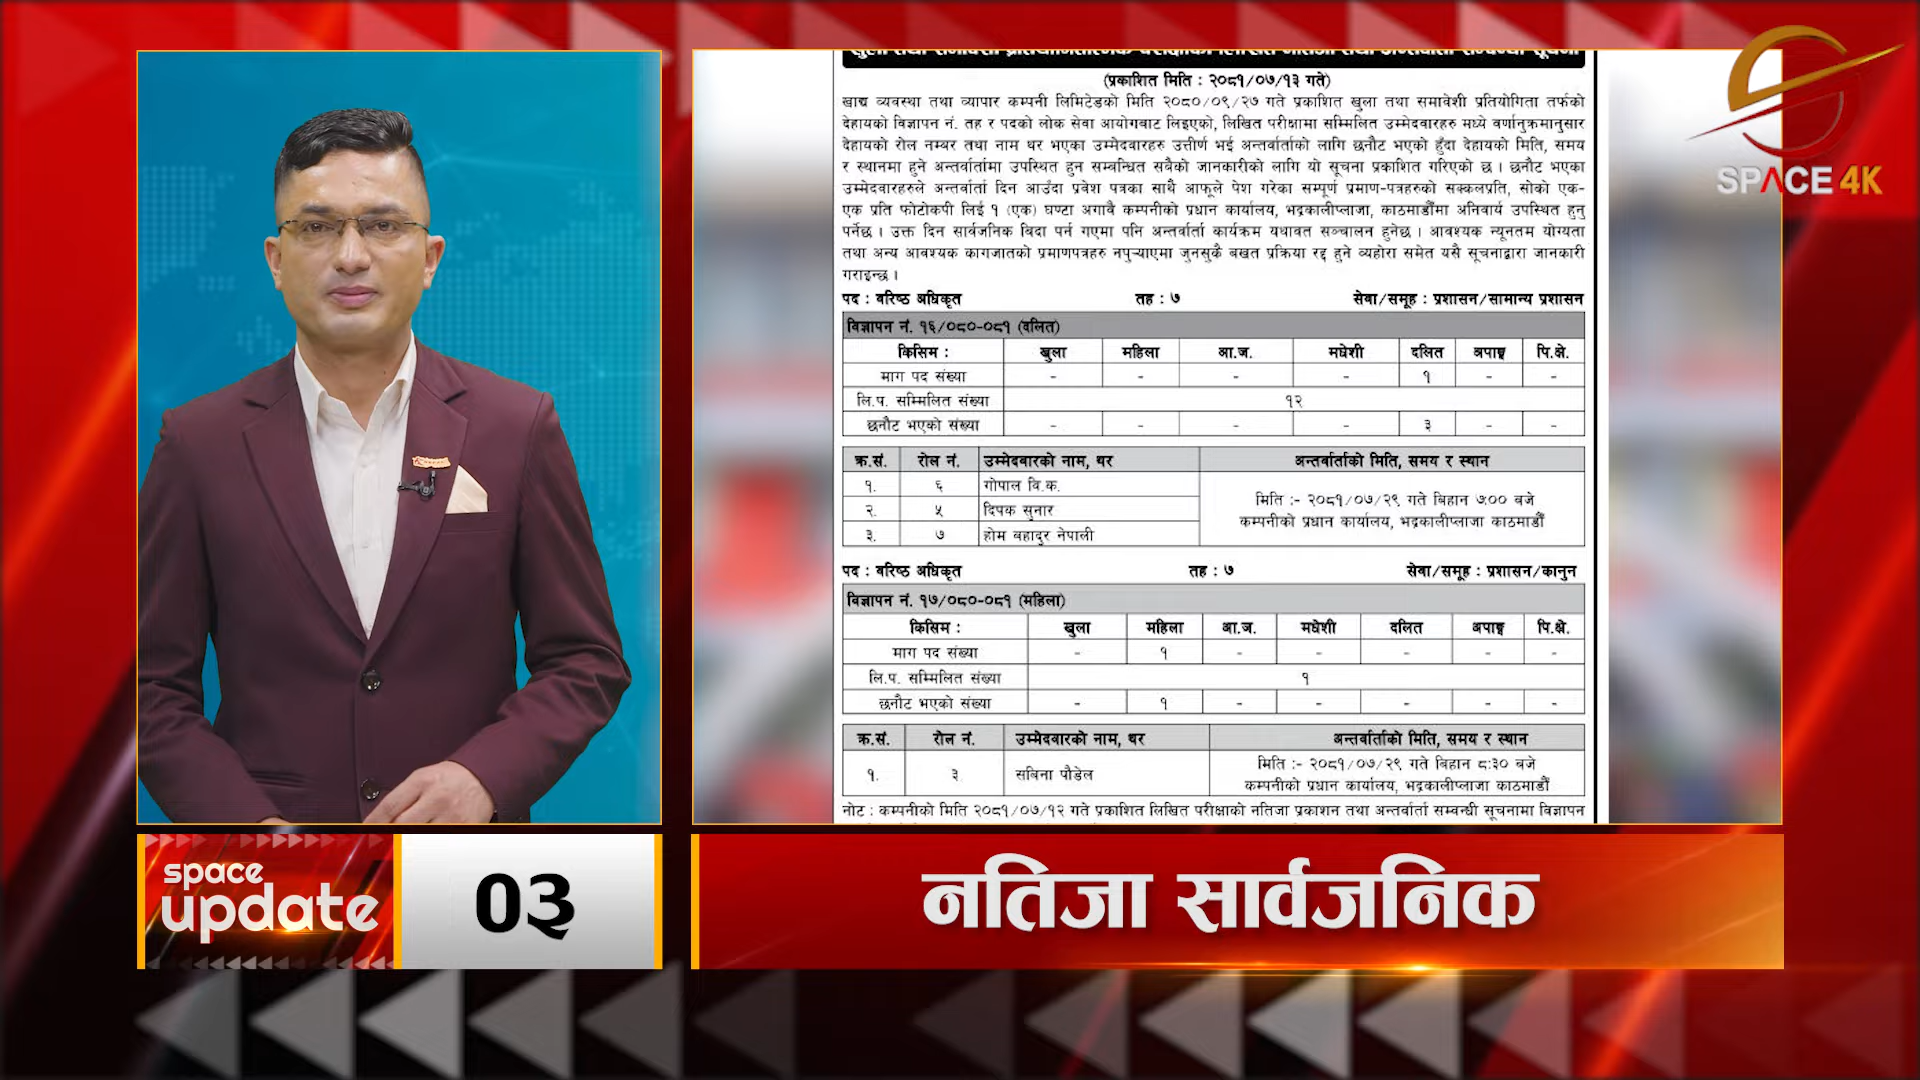 खुला तथा समावेशी प्रतियोगितात्मक परीक्षाको लिखित नतिजा तथा अन्तर्वार्ता सम्बन्धी सूचना
(प्रकाशित मिति : २०८१/०७/१३ गते)
खाद्य व्यवस्था तथा व्यापार कम्पनी लिमिटेडको मिति २०८०/०९/२७ गते प्रकाशित खुला तथा समावेशी प्रतियोगिता तर्फको
देहायको विज्ञापन नं. तह र पदको लोक सेवा आयोगबाट लिइएको, लिखित परीक्षामा सम्मिलित उम्मेदवारहरु मध्ये वर्णानुक्रमानुसार
देहायको रोल नम्बर तथा नाम थर भएका उम्मेदवारहरु उत्तीर्ण भई अन्तर्वार्ताको लागि छनौट भएको हुँदा देहायको मिति, समय
र स्थानमा हुने अन्तर्वार्तामा उपस्थित हुन सम्बन्धित सबैको जानकारीको लागि यो सूचना प्रकाशित गरिएको छ । छनौट भएका
उम्मेदवारहरुले अन्तर्वार्ता दिन आउँदा प्रवेश पत्रका साथै आफूले पेश गरेका सम्पूर्ण प्रमाण-पत्रहरुको सक्कलप्रति, सोको एक-
एक प्रति फोटोकपी लिई १ (एक) घण्टा अगावै कम्पनीको प्रधान कार्यालय, भद्रकालीप्लाजा, काठमाडौँमा अनिवार्य उपस्थित हुनु
पर्नेछ । उक्त दिन सार्वजनिक विदा पर्न गएमा पनि अन्तर्वार्ता कार्यक्रम यथावत सञ्चालन हुनेछ । आवश्यक न्यूनतम योग्यता
तथा अन्य आवश्यक कागजातको प्रमाणपत्रहरु नपुऱ्याएमा जुनसुकै बखत प्रक्रिया रद्द हुने व्यहोरा समेत यसै सूचनाद्वारा जानकारी
गराइन्छ ।
पद : वरिष्ठ अधिकृत तह : ७ सेवा/समूह : प्रशासन/सामान्य प्रशासन
विज्ञापन नं. १६/०८०-०८१ (दलित)
किसिम : खुला महिला आ.ज. मधेशी दलित अपाङ्ग पि.क्षे.
माग पद संख्या - - - - १ - -
लि.प. सम्मिलित संख्या १२
छनौट भएको संख्या - - - - ३ - -
क्र.सं. रोल नं. उम्मेदवारको नाम, थर अन्तर्वार्ताको मिति, समय र स्थान
१. ६ गोपाल वि.क.
२. ५ दिपक सुनार
३. ७ होम बहादुर नेपाली
मिति :- २०८१/०७/२९ गते बिहान ७:०० बजे
कम्पनीको प्रधान कार्यालय, भद्रकालीप्लाजा काठमाडौँ
पद : वरिष्ठ अधिकृत तह : ७ सेवा/समूह : प्रशासन/कानुन
विज्ञापन नं. १७/०८०-०८१ (महिला)
किसिम : खुला महिला आ.ज. मधेशी दलित अपाङ्ग पि.क्षे.
माग पद संख्या - १ - - - - -
लि.प. सम्मिलित संख्या १
छनौट भएको संख्या - १ - - - - -
क्र.सं. रोल नं. उम्मेदवारको नाम, थर अन्तर्वार्ताको मिति, समय र स्थान
१. ३ सबिना पौडेल
मिति :- २०८१/०७/२९ गते बिहान ८:३० बजे
कम्पनीको प्रधान कार्यालय, भद्रकालीप्लाजा काठमाडौँ
नोट : कम्पनीको मिति २०८१/०७/१२ गते प्रकाशित लिखित परीक्षाको नतिजा प्रकाशन तथा अन्तर्वार्ता सम्वन्धी सूचनामा विज्ञापन
SPACE 4K
space
update
०३
नतिजा सार्वजनिक